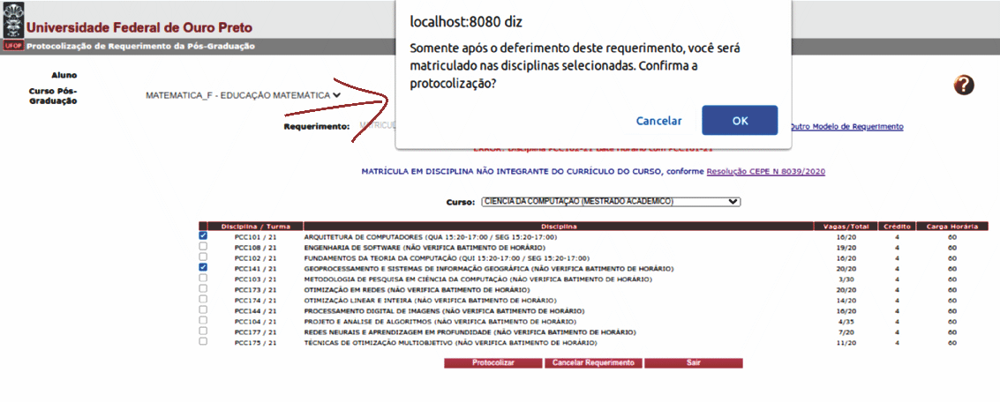 Universidade Federal de Ouro Preto
UFOP Protocolização de Requerimento da Pós-Graduação
localhost:8080 diz
Somente após o deferimento deste requerimento, você será
matriculado nas disciplinas selecionadas. Confirma a
protocolização?
Cancelar OK
Aluno
Curso Pós-
Graduação
MATEMATICA_F - EDUCAÇÃO MATEMÁTICA
?
Requerimento:
Outro Modelo de Requerimento
ERROR: Disciplina PCC102-21 bate horário com PCC101-21
MATRÍCULA EM DISCIPLINA NÃO INTEGRANTE DO CURRÍCULO DO CURSO, conforme Resolução CEPE N 8039/2020
Curso: CIENCIA DA COMPUTAÇÃO (MESTRADO ACADEMICO)
Disciplina / Turma Disciplina Vagas/Total Crédito Carga Horária
PCC101 / 21 ARQUITETURA DE COMPUTADORES (QUA 15:20-17:00 / SEG 15:20-17:00) 16/20 4 60
PCC108 / 21 ENGENHARIA DE SOFTWARE (NÃO VERIFICA BATIMENTO DE HORÁRIO) 19/20 4 60
PCC102 / 21 FUNDAMENTOS DA TEORIA DA COMPUTAÇÃO (QUI 15:20-17:00 / SEG 15:20-17:00) 16/20 4 60
PCC141 / 21 GEOPROCESSAMENTO E SISTEMAS DE INFORMAÇÃO GEOGRÁFICA (NÃO VERIFICA BATIMENTO DE HORÁRIO) 20/20 4 60
PCC103 / 21 METODOLOGIA DE PESQUISA EM CIÊNCIA DA COMPUTAÇÃO (NÃO VERIFICA BATIMENTO DE HORÁRIO) 3/30 4 60
PCC173 / 21 OTIMIZAÇÃO EM REDES (NÃO VERIFICA BATIMENTO DE HORÁRIO) 20/20 4 60
PCC174 / 21 OTIMIZAÇÃO LINEAR E INTEIRA (NÃO VERIFICA BATIMENTO DE HORÁRIO) 14/20 4 60
PCC144 / 21 PROCESSAMENTO DIGITAL DE IMAGENS (NÃO VERIFICA BATIMENTO DE HORÁRIO) 16/20 4 60
PCC104 / 21 PROJETO E ANALISE DE ALGORITMOS (NÃO VERIFICA BATIMENTO DE HORÁRIO) 4/35 4 60
PCC177 / 21 REDES NEURAIS E APRENDIZAGEM EM PROFUNDIDADE (NÃO VERIFICA BATIMENTO DE HORÁRIO) 7/20 4 60
PCC175 / 21 TÉCNICAS DE OTIMIZAÇÃO MULTIOBJETIVO (NÃO VERIFICA BATIMENTO DE HORÁRIO) 11/20 4 60
Protocolizar Cancelar Requerimento Sair